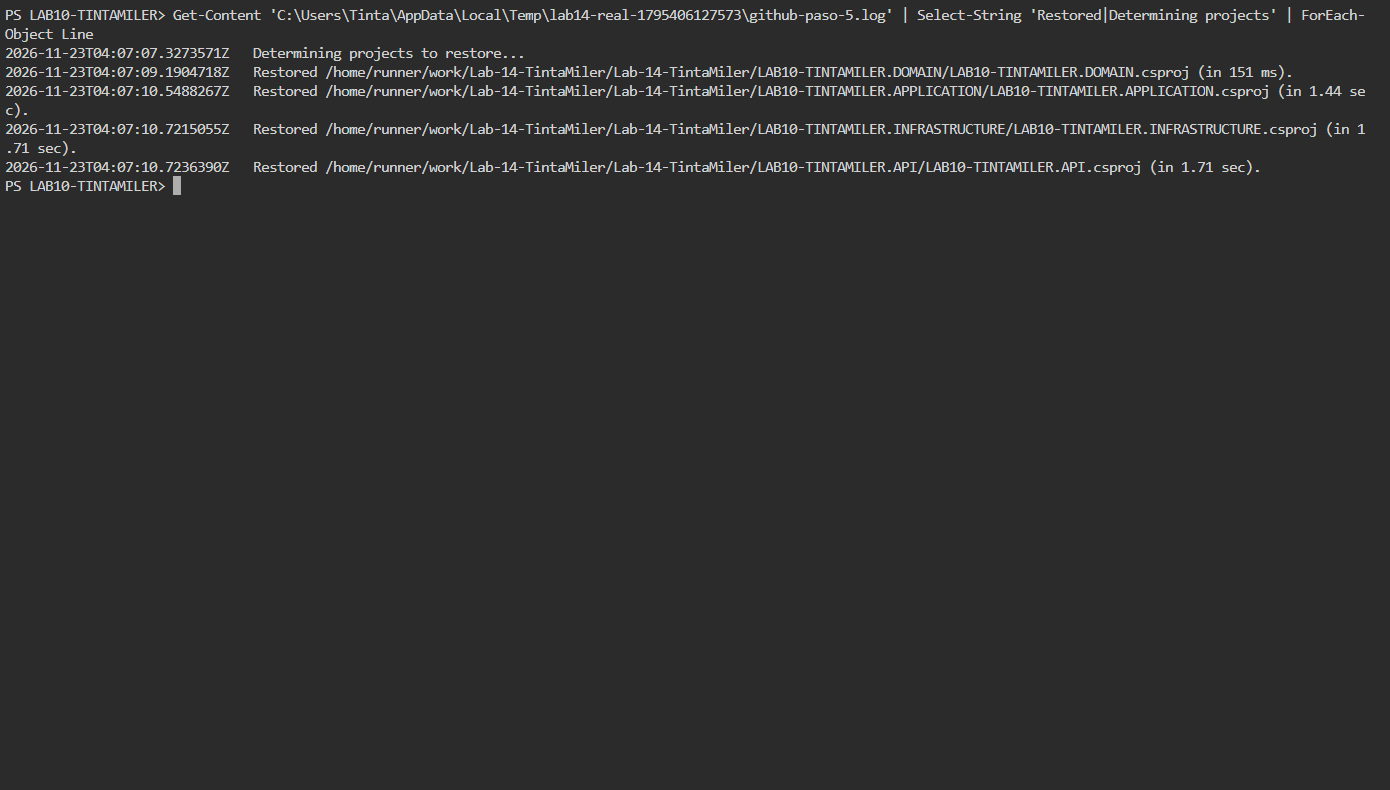 PS LAB10-TINTAMILER> Get-Content 'C:\Users\Tinta\AppData\Local\Temp\lab14-real-1795406127573\github-paso-5.log' | Select-String 'Restored|Determining projects' | ForEach-
Object Line
2026-11-23T04:07:07.3273571Z   Determining projects to restore...
2026-11-23T04:07:09.1904718Z   Restored /home/runner/work/Lab-14-TintaMiler/Lab-14-TintaMiler/LAB10-TINTAMILER.DOMAIN/LAB10-TINTAMILER.DOMAIN.csproj (in 151 ms).
2026-11-23T04:07:10.5488267Z   Restored /home/runner/work/Lab-14-TintaMiler/Lab-14-TintaMiler/LAB10-TINTAMILER.APPLICATION/LAB10-TINTAMILER.APPLICATION.csproj (in 1.44 se
c).
2026-11-23T04:07:10.7215055Z   Restored /home/runner/work/Lab-14-TintaMiler/Lab-14-TintaMiler/LAB10-TINTAMILER.INFRASTRUCTURE/LAB10-TINTAMILER.INFRASTRUCTURE.csproj (in 1
.71 sec).
2026-11-23T04:07:10.7236390Z   Restored /home/runner/work/Lab-14-TintaMiler/Lab-14-TintaMiler/LAB10-TINTAMILER.API/LAB10-TINTAMILER.API.csproj (in 1.71 sec).
PS LAB10-TINTAMILER>